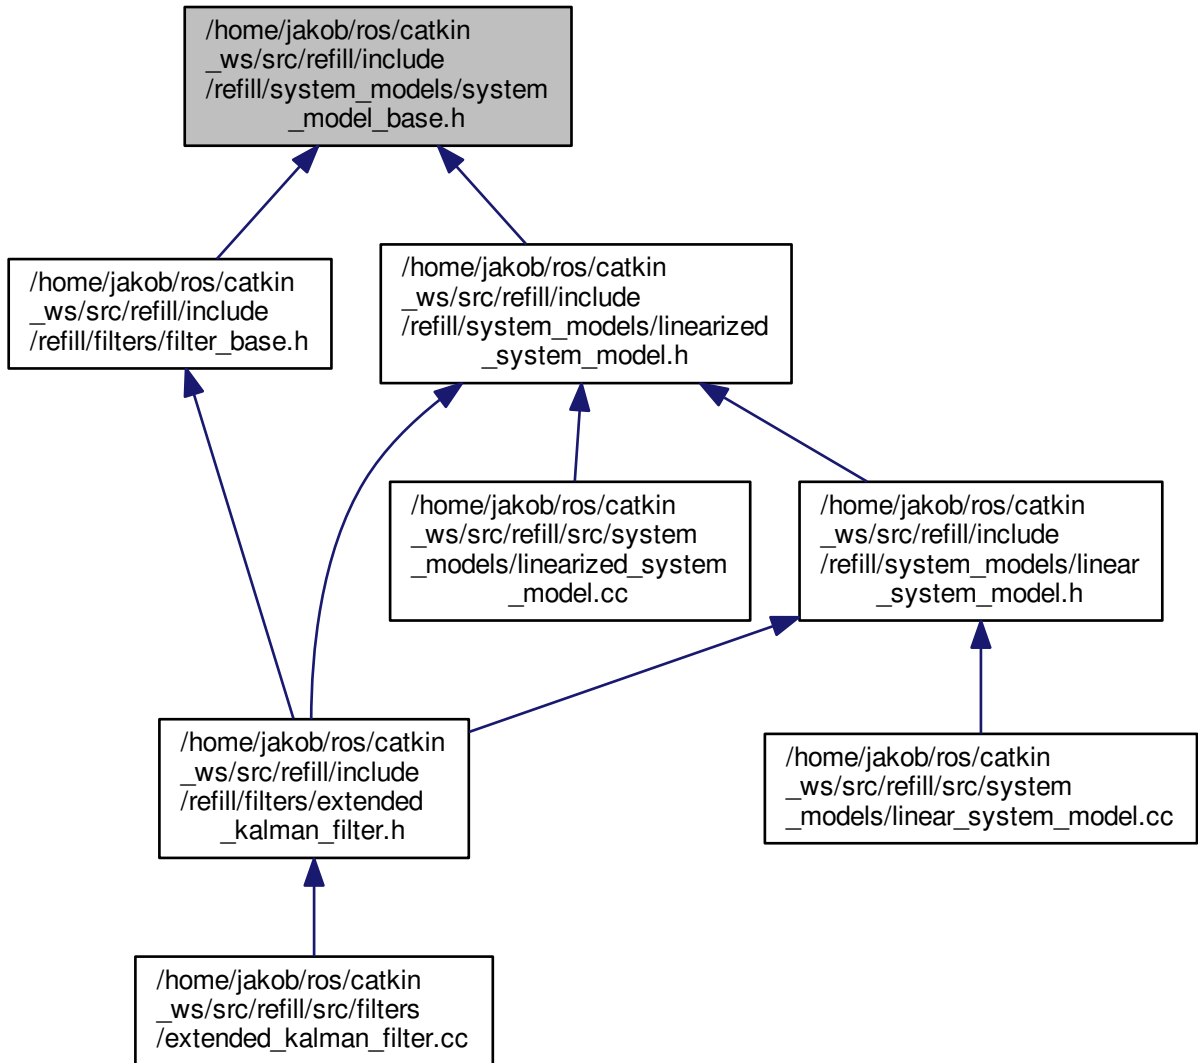 /home/jakob/ros/catkin
_ws/src/refill/include
/refill/system_models/system
_model_base.h
/home/jakob/ros/catkin
_ws/src/refill/include
/refill/filters/filter_base.h
/home/jakob/ros/catkin
_ws/src/refill/include
/refill/system_models/linearized
_system_model.h
/home/jakob/ros/catkin
_ws/src/refill/src/system
_models/linearized_system
_model.cc
/home/jakob/ros/catkin
_ws/src/refill/include
/refill/system_models/linear
_system_model.h
/home/jakob/ros/catkin
_ws/src/refill/include
/refill/filters/extended
_kalman_filter.h
/home/jakob/ros/catkin
_ws/src/refill/src/system
_models/linear_system_model.cc
/home/jakob/ros/catkin
_ws/src/refill/src/filters
/extended_kalman_filter.cc